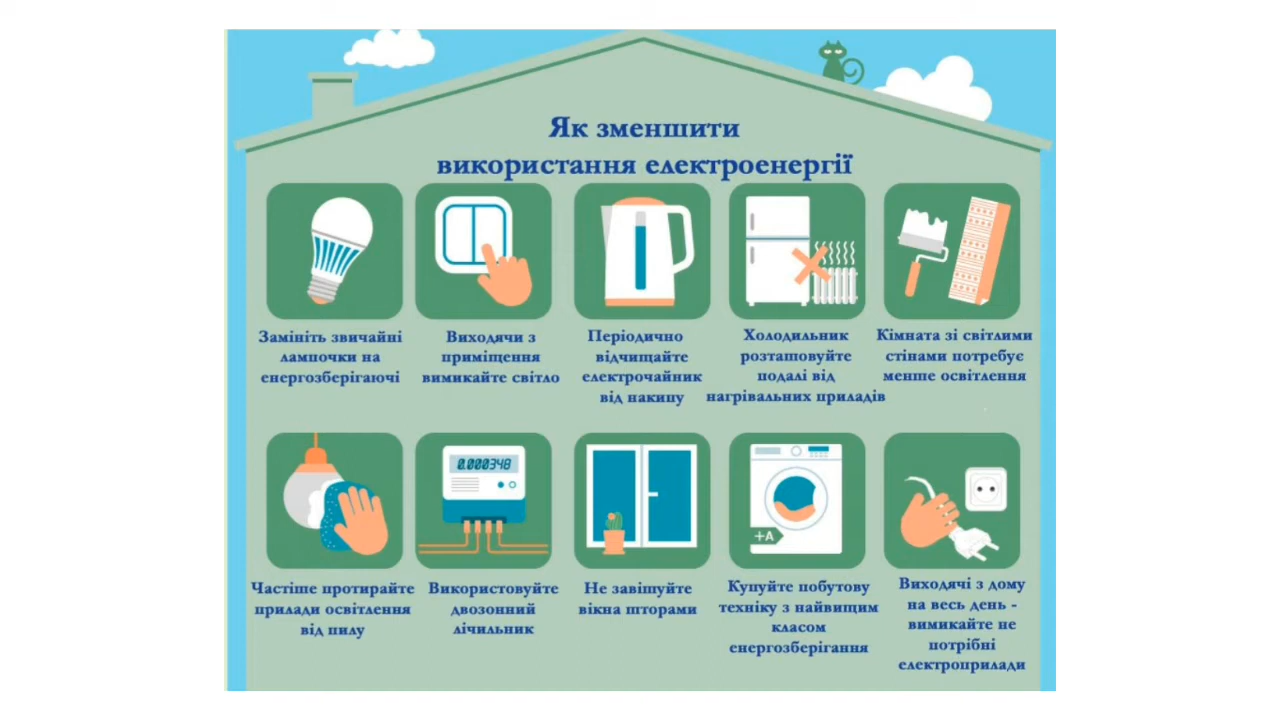 Як зменшити
використання електроенергії
Замініть звичайні
лампочки на
енергозберігаючі
Виходячи з
приміщення
вимикайте світло
Періодично
відчищайте
електрочайник
від накипу
Холодильник
розташовуйте
подалі від
нагрівальних приладів
Кімната зі світлими
стінами потребує
менше освітлення
0.000348
+A
Частіше протирайте
прилади освітлення
від пилу
Використовуйте
двозонний
лічильник
Не завішуйте
вікна шторами
Купуйте побутову
техніку з найвищим
класом
енергозберігання
Виходячі з дому
на весь день -
вимикайте не
потрібні
електроприлади